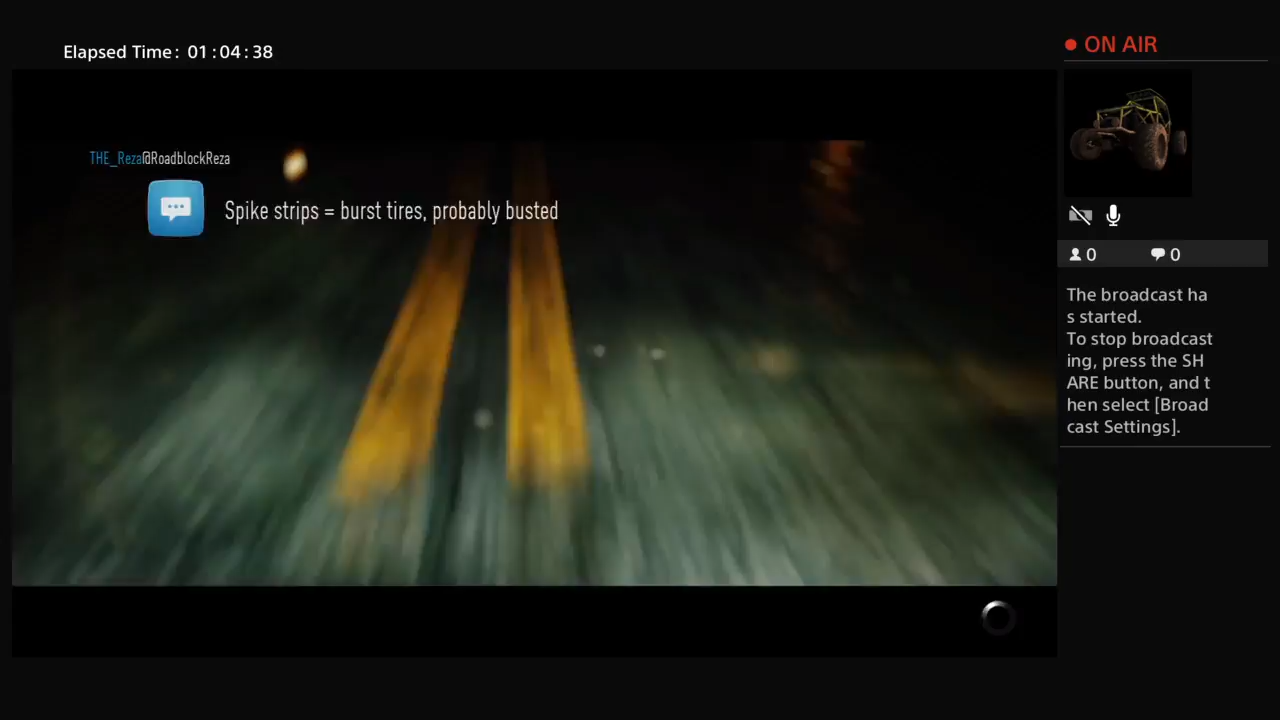 Elapsed Time: 01:04:38
ON AIR
THE_Reza@RoadblockReza
Spike strips = burst tires, probably busted
0 0
The broadcast ha
s started.
To stop broadcast
ing, press the SH
ARE button, and t
hen select [Broad
cast Settings].